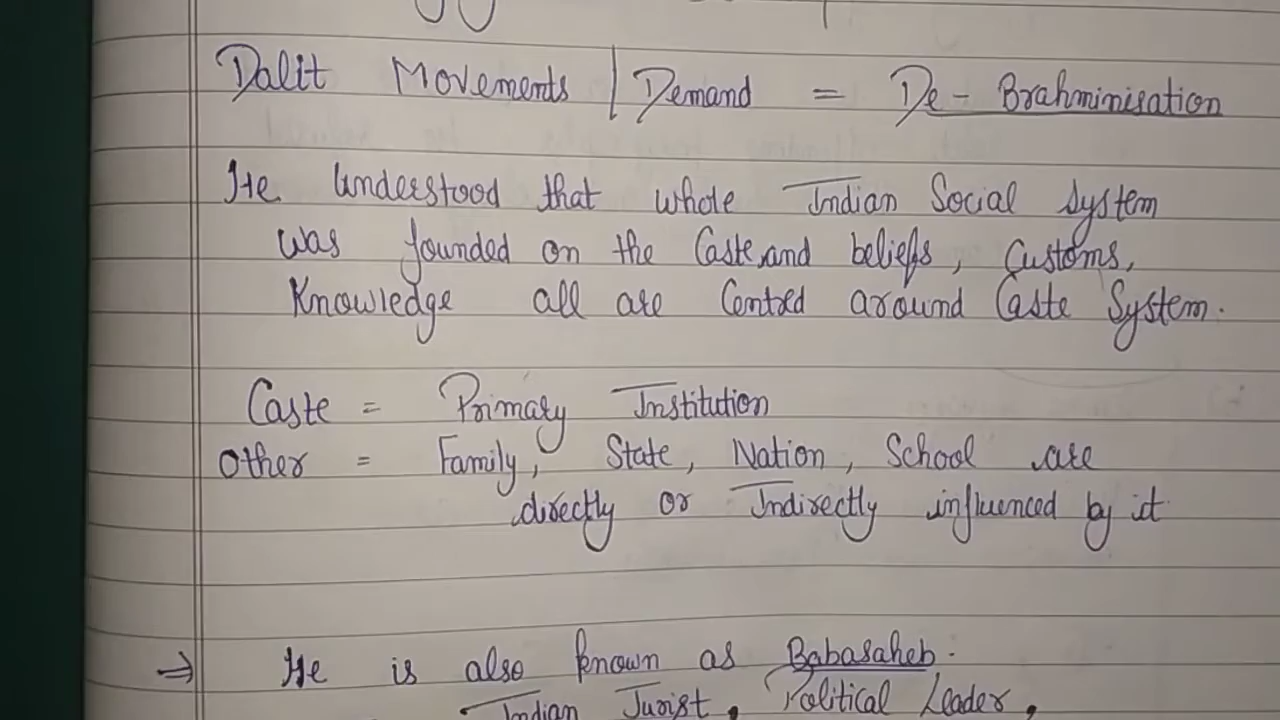 Dalit Movements | Demand = De-Brahminisation
He understood that whole Indian Social System
was founded on the Caste and beliefs, Customs,
Knowledge all are Centred around Caste System.
Caste = Primary Institution
Other = Family, State, Nation, School are
directly or Indirectly influenced by it
⇒ He is also known as Babasaheb.
Indian Jurist, Political Leader,